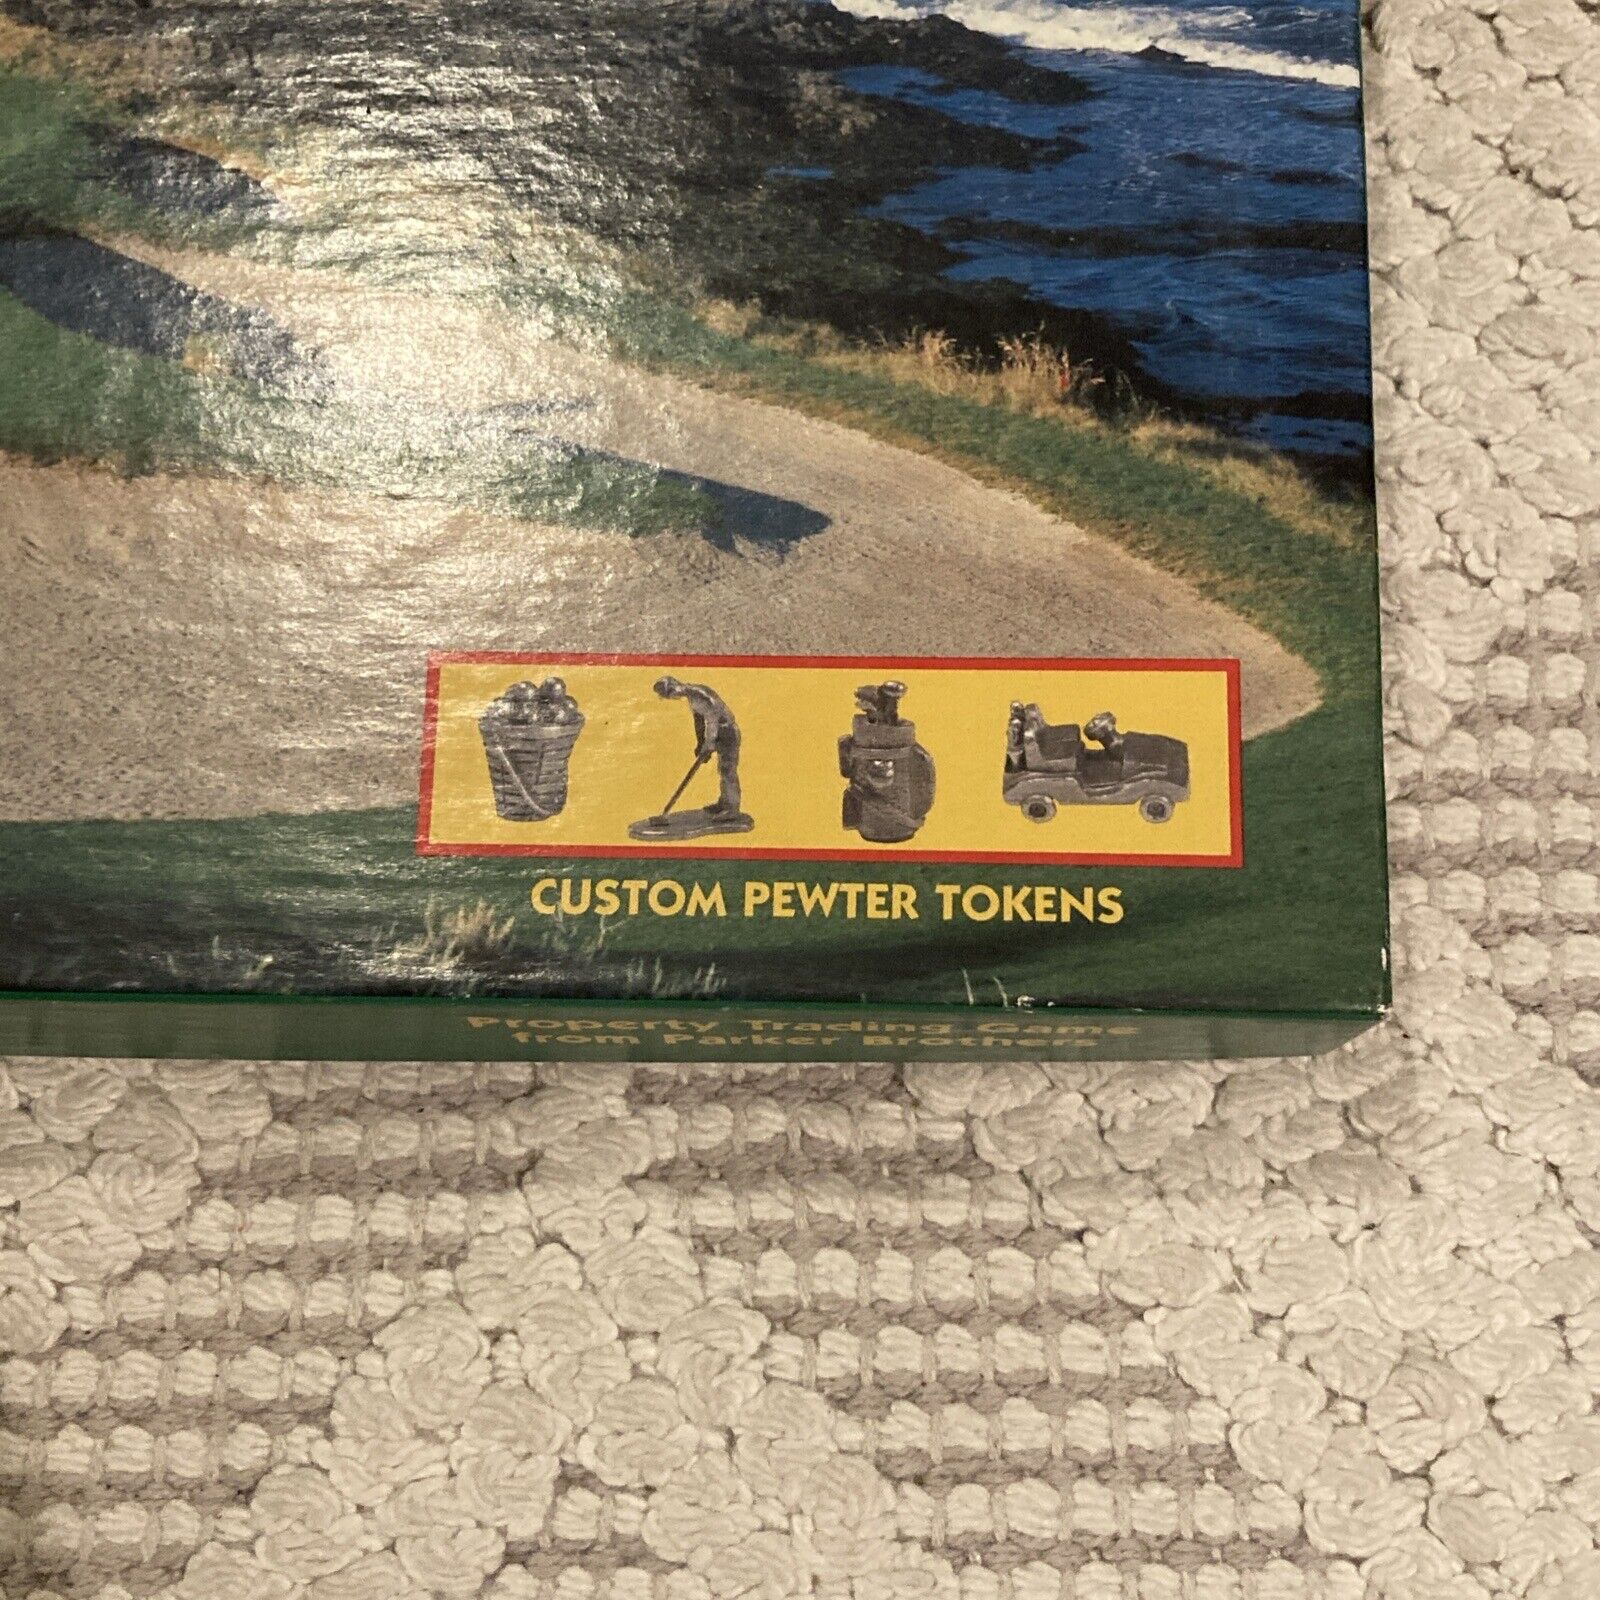 CUSTOM PEWTER TOKENS
Property Trading Game
from Parker Brothers